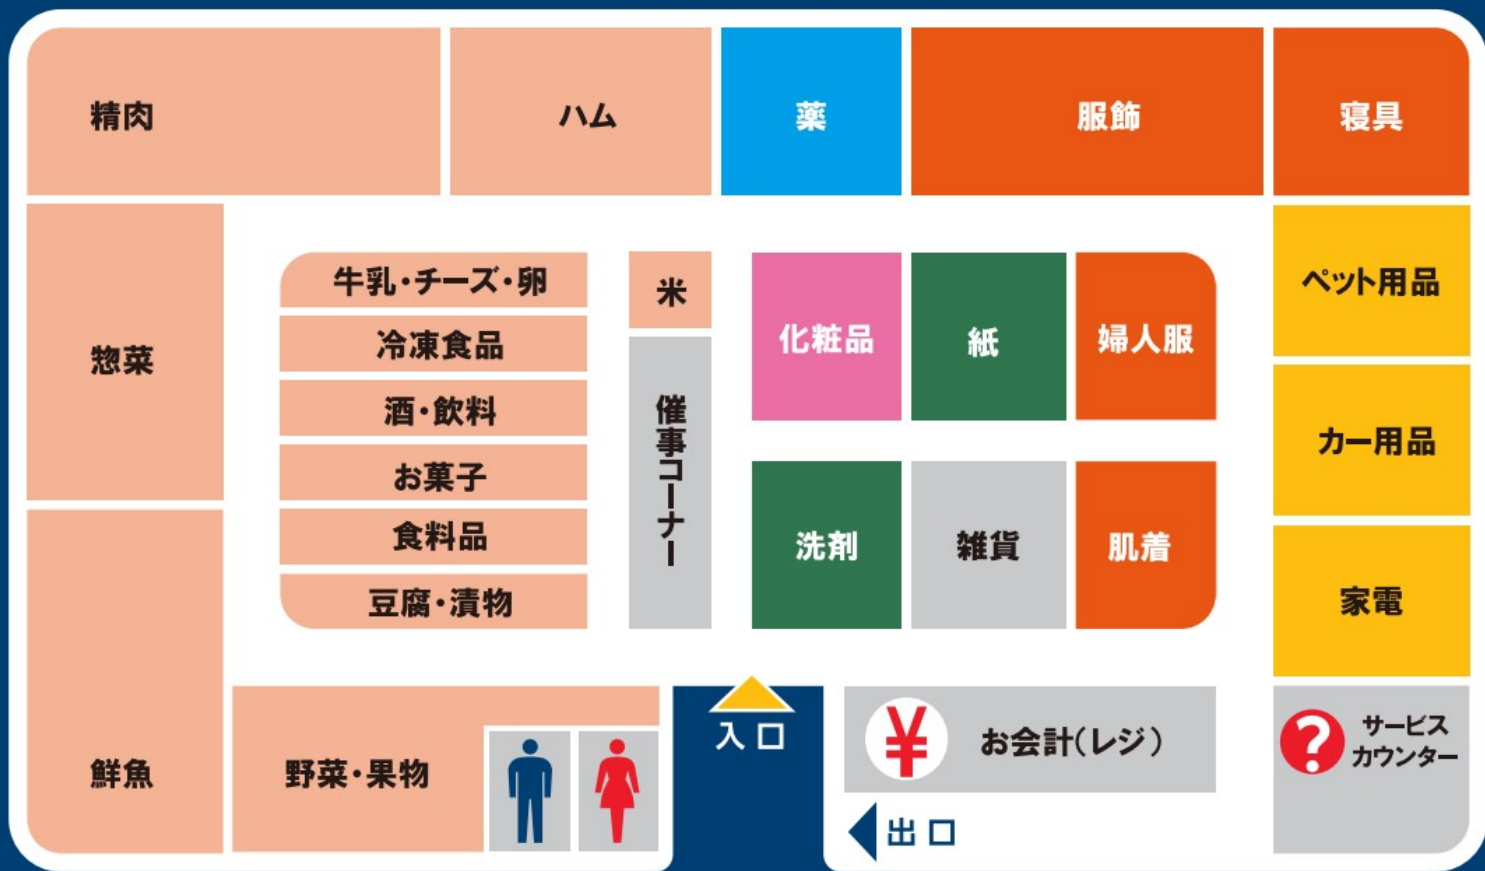 精肉
ハム
薬
服飾
寝具
惣菜
牛乳・チーズ・卵
冷凍食品
酒・飲料
お菓子
食料品
豆腐・漬物
米
催事コーナー
化粧品
紙
婦人服
洗剤
雑貨
肌着
ペット用品
カー用品
家電
鮮魚
野菜・果物
入口
¥
お会計(レジ)
出口
?
サービス
カウンター